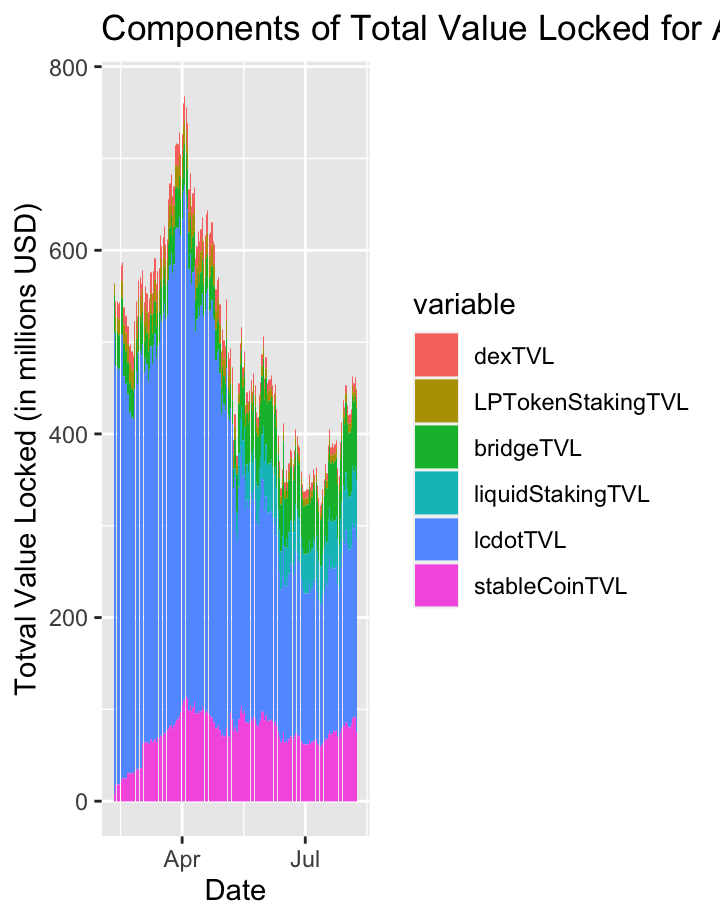 Components of Total Value Locked for A
800
600
400
200
0
Totval Value Locked (in millions USD)
Apr
Jul
Date
variable
dexTVL
LPTokenStakingTVL
bridgeTVL
liquidStakingTVL
lcdotTVL
stableCoinTVL